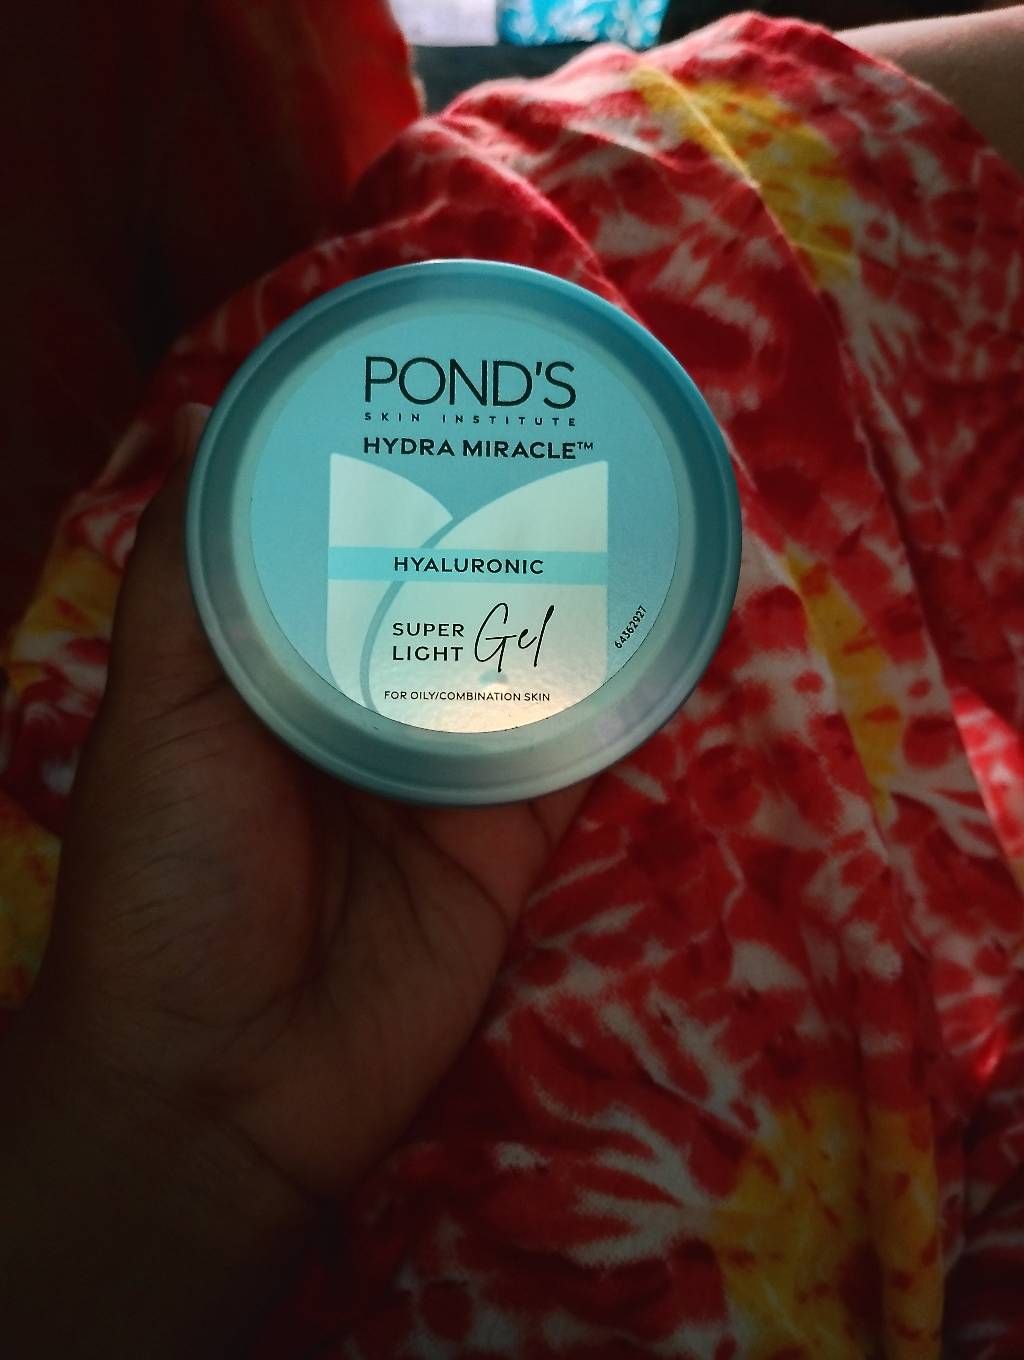 POND'S
SKIN INSTITUTE
HYDRA MIRACLE™
HYALURONIC
SUPER LIGHT Gel
FOR OILY/COMBINATION SKIN
64362927